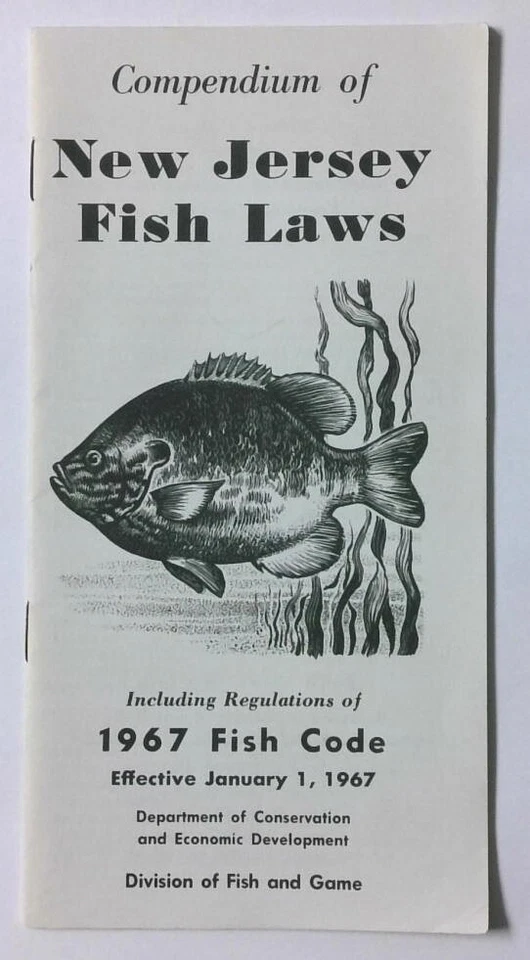 Compendium of
New Jersey
Fish Laws
Including Regulations of
1967 Fish Code
Effective January 1, 1967
Department of Conservation
and Economic Development
Division of Fish and Game